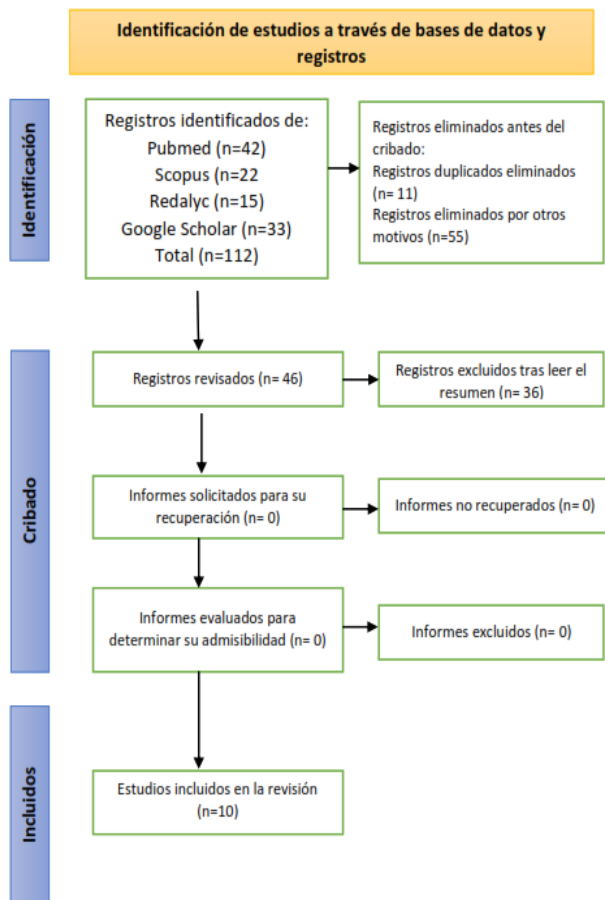 Identificación de estudios a través de bases de datos y
registros
Identificación
Registros identificados de:
Pubmed (n=42)
Scopus (n=22
Redalyc (n=15)
Google Scholar (n=33)
Total (n=112)
Registros eliminados antes del
cribado:
Registros duplicados eliminados
(n= 11)
Registros eliminados por otros
motivos (n=55)
Cribado
Registros revisados (n= 46)
Registros excluidos tras leer el
resumen (n= 36)
Informes solicitados para su
recuperación (n= 0)
Informes no recuperados (n= 0)
Informes evaluados para
determinar su admisibilidad (n= 0)
Informes excluidos (n= 0)
Incluidos
Estudios incluidos en la revisión
(n=10)